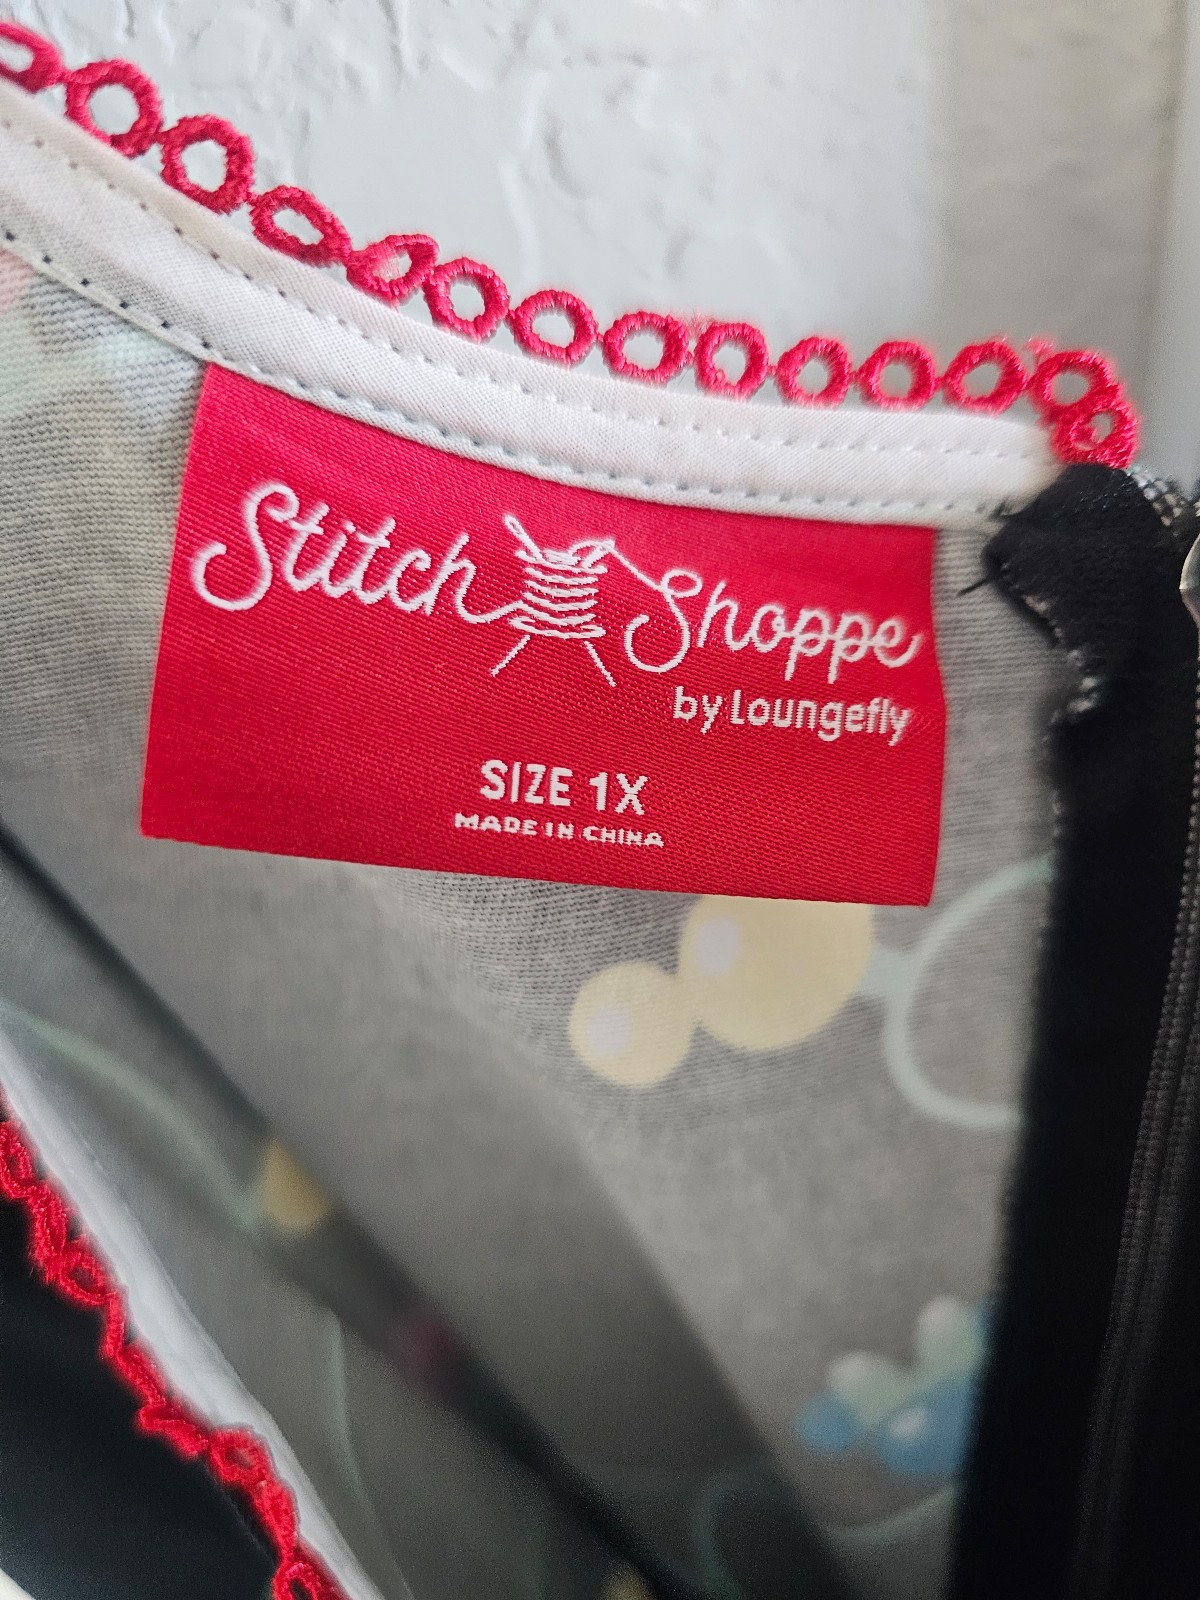 Stitch Shoppe
by Loungefly
SIZE 1X
MADE IN CHINA